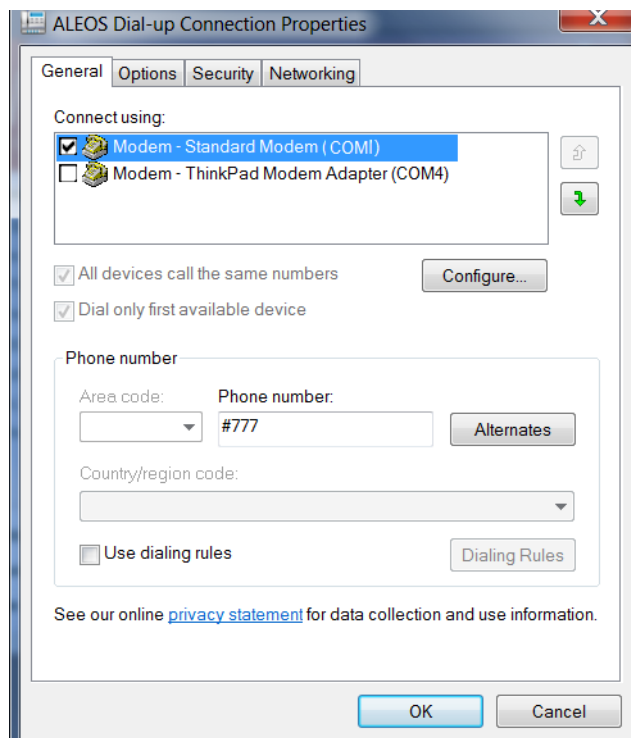 ALEOS Dial-up Connection Properties
General Options Security Networking
Connect using:
Modem - Standard Modem (COM1)
Modem - ThinkPad Modem Adapter (COM4)
All devices call the same numbers
Configure...
Dial only first available device
Phone number
Area code: Phone number:
#777
Alternates
Country/region code:
Use dialing rules
Dialing Rules
See our online privacy statement for data collection and use information.
OK Cancel